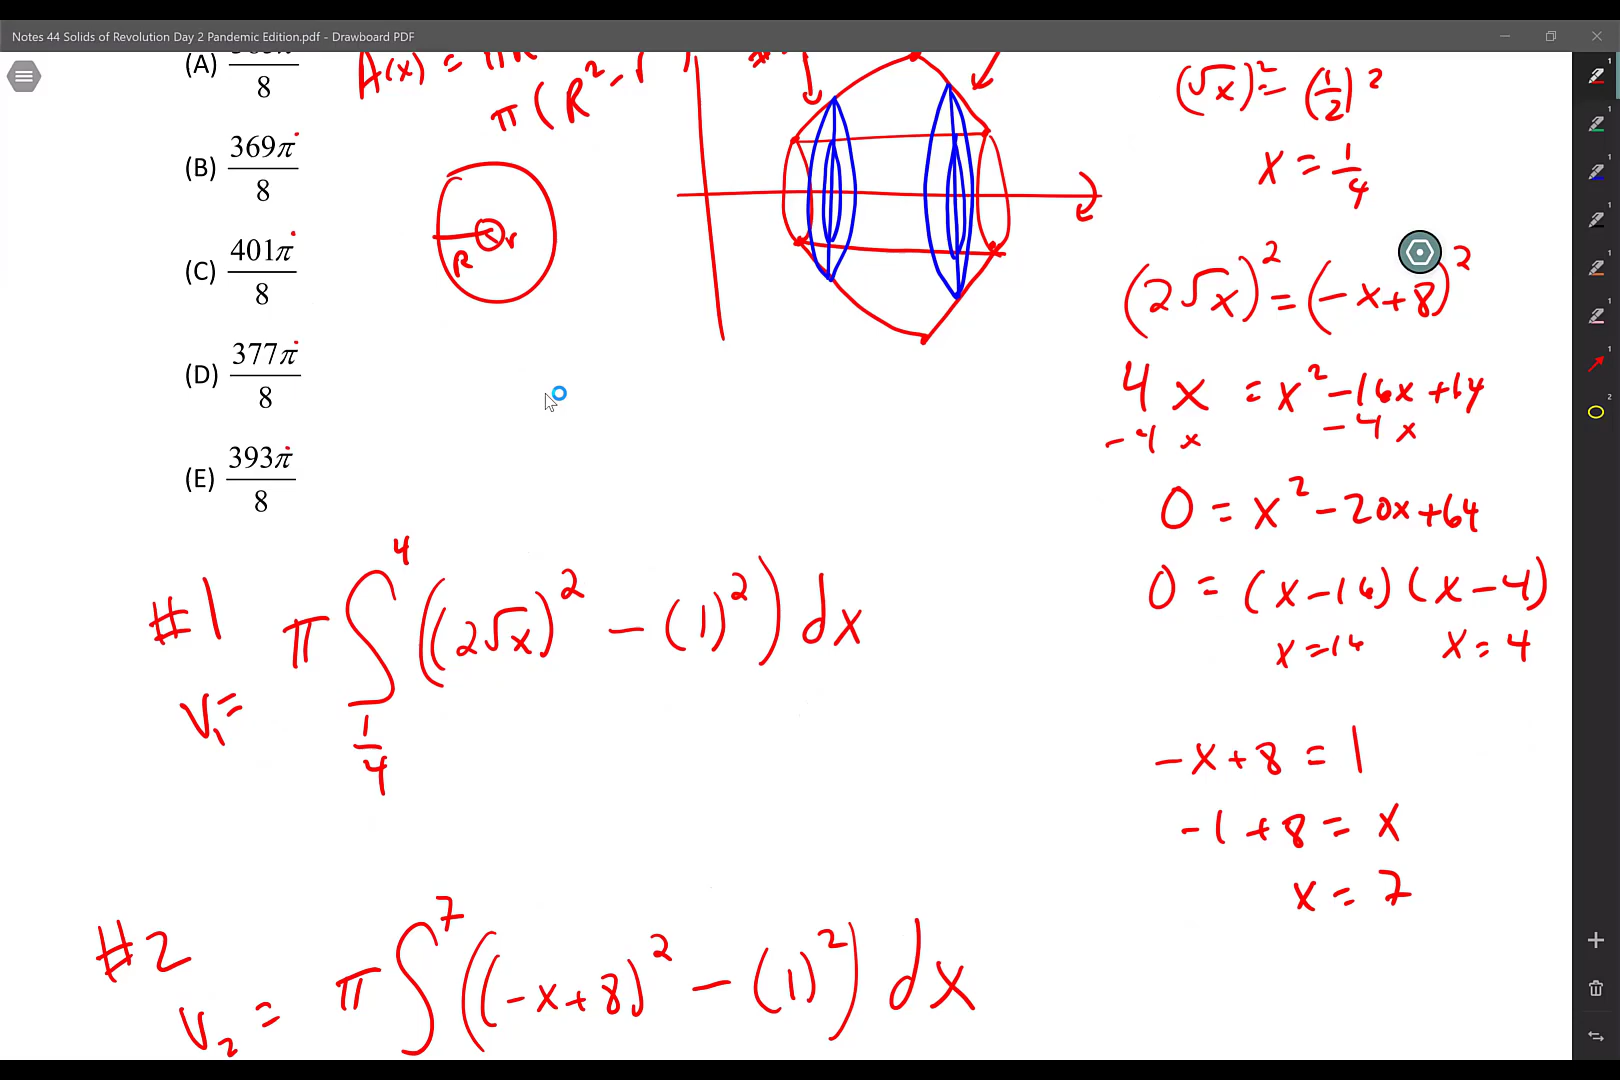 Notes 44 Solids of Revolution Day 2 Pandemic Edition.pdf - Drawboard PDF
(A) 8
A(x) = πR
π(R² - r
(B) 369π/8
(C) 401π/8
(D) 377π/8
(E) 393π/8
R r
(√x)² = (1/2)²
x = 1/4
(2√x)² = (-x+8)²
4x = x² -16x +64
-4x -4x
0 = x² -20x+64
0 = (x-16)(x-4)
x=16 x=4
-x+8 = 1
-1+8 = x
x = 7
#1
V₁= π ∫_{1/4}^{4} ((2√x)² - (1)²) dx
#2
V₂ = π ∫^{7} ((-x+8)² - (1)²) dx